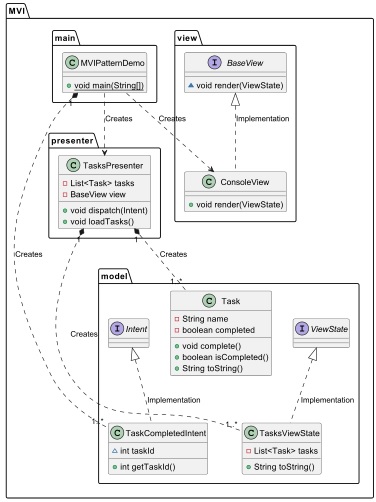 MVI
main
C MVIPatternDemo
void main(String[])
view
I BaseView
void render(ViewState)
1
Creates
Creates
Implementation
presenter
C TasksPresenter
List<Task> tasks
BaseView view
void dispatch(Intent)
void loadTasks()
C ConsoleView
void render(ViewState)
1
1
Creates
Creates
model
1..*
C Task
String name
boolean completed
void complete()
boolean isCompleted()
String toString()
I Intent
I ViewState
Creates
Implementation
Implementation
1..*
1..*
C TaskCompletedIntent
int taskId
int getTaskId()
C TasksViewState
List<Task> tasks
String toString()